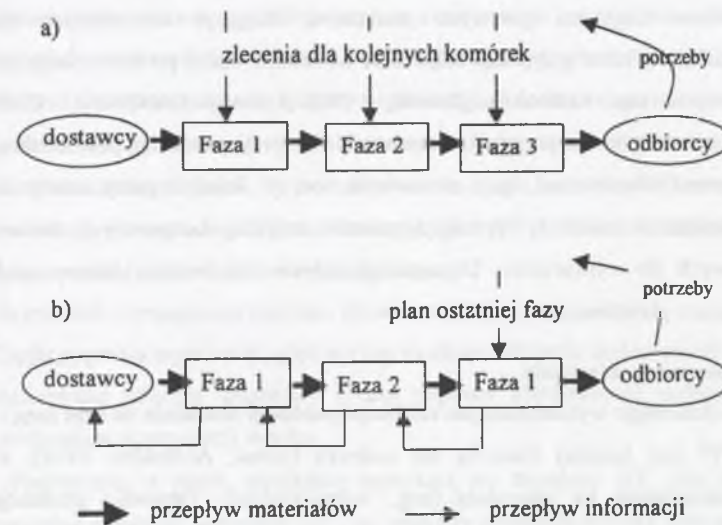 a)
zlecenia dla kolejnych komórek
potrzeby
dostawcy Faza 1 Faza 2 Faza 3 odbiorcy
potrzeby
b)
plan ostatniej fazy
dostawcy Faza 1 Faza 2 Faza 1 odbiorcy
przepływ materiałów przepływ informacji